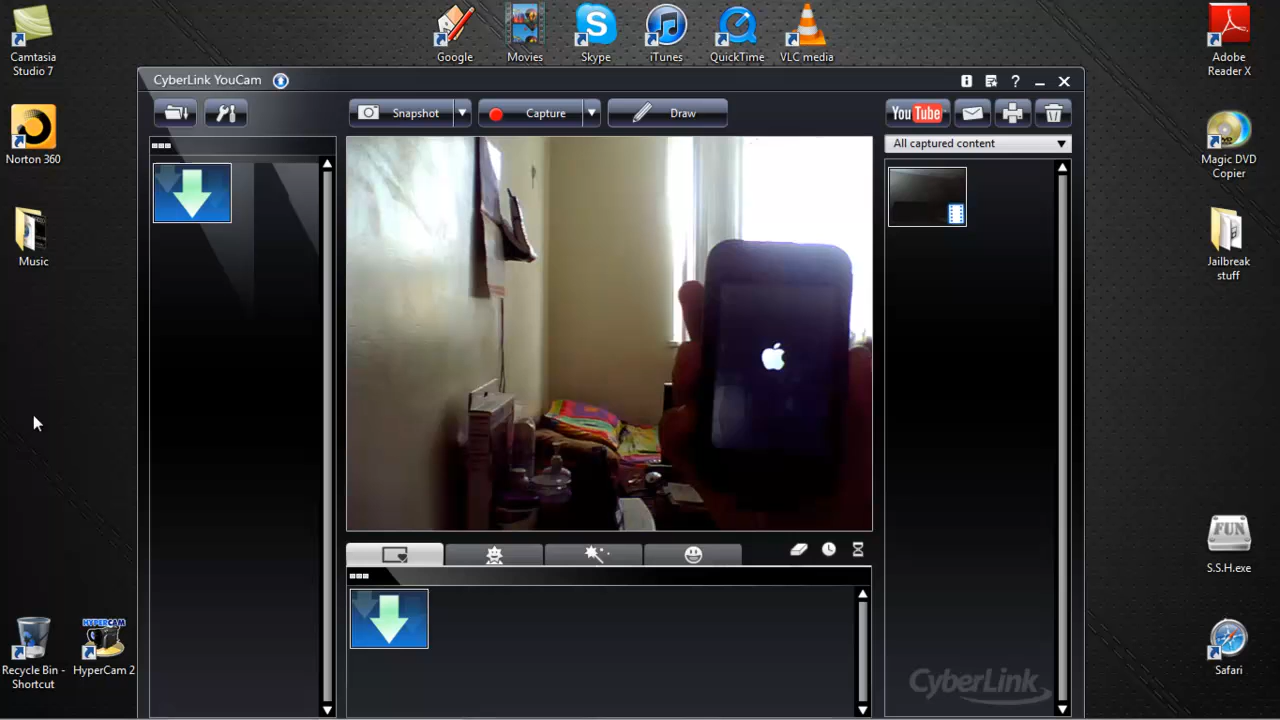 Camtasia
Studio 7
Google
Movies
Skype
iTunes
QuickTime
VLC media
Adobe
Reader X
CyberLink YouCam
?
Snapshot
Capture
Draw
YouTube
All captured content
Norton 360
Magic DVD
Copier
Music
Jailbreak
stuff
FUN
S.S.H.exe
HYPERCAM
Recycle Bin -
Shortcut
HyperCam 2
Safari
CyberLink